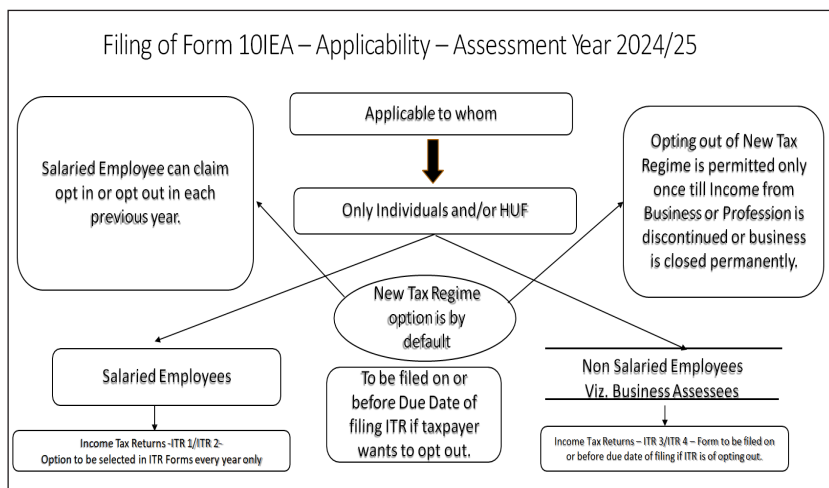 Filing of Form 10IEA – Applicability – Assessment Year 2024/25
Applicable to whom
Salaried Employee can claim
opt in or opt out in each
previous year.
Opting out of New Tax
Regime is permitted only
once till Income from
Business or Profession is
discontinued or business
is closed permanently.
Only Individuals and/or HUF
New Tax Regime
option is by
default
Salaried Employees
To be filed on or
before Due Date of
filing ITR if taxpayer
wants to opt out.
Non Salaried Employees
Viz. Business Assessees
Income Tax Returns -ITR 1/ITR 2-
Option to be selected in ITR Forms every year only
Income Tax Returns – ITR 3/ITR 4 – Form to be filed on
or before due date of filing if ITR is of opting out.